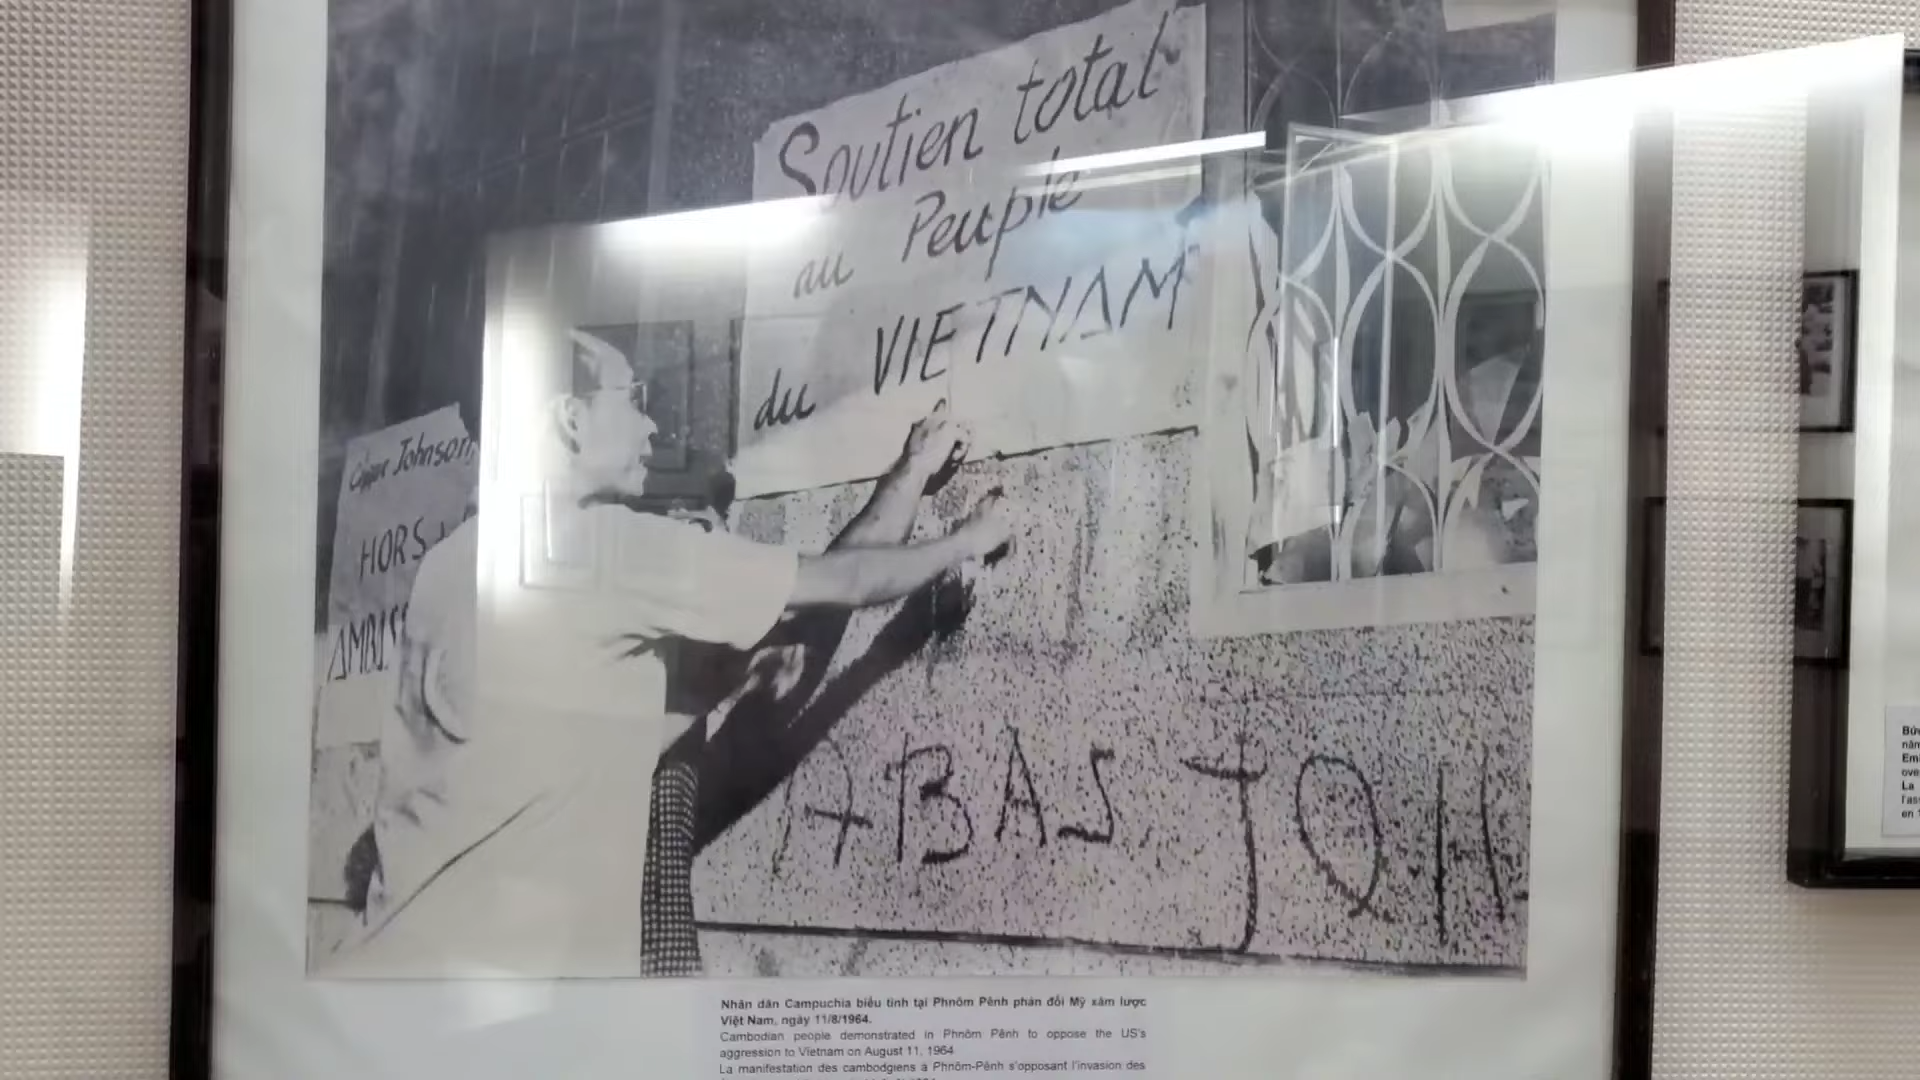 Soutien total
au Peuple
du VIETNAM
Johnson
HORS
A BAS JOH
Nhân dân Campuchia biểu tình tại Phnôm Pênh phản đối Mỹ xâm lược
Việt Nam, ngày 11/8/1964.
Cambodian people demonstrated in Phnôm Pênh to oppose the US's
aggression to Vietnam on August 11, 1964
La manifestation des cambodgiens à Phnôm-Pênh s'opposant l'invasion des